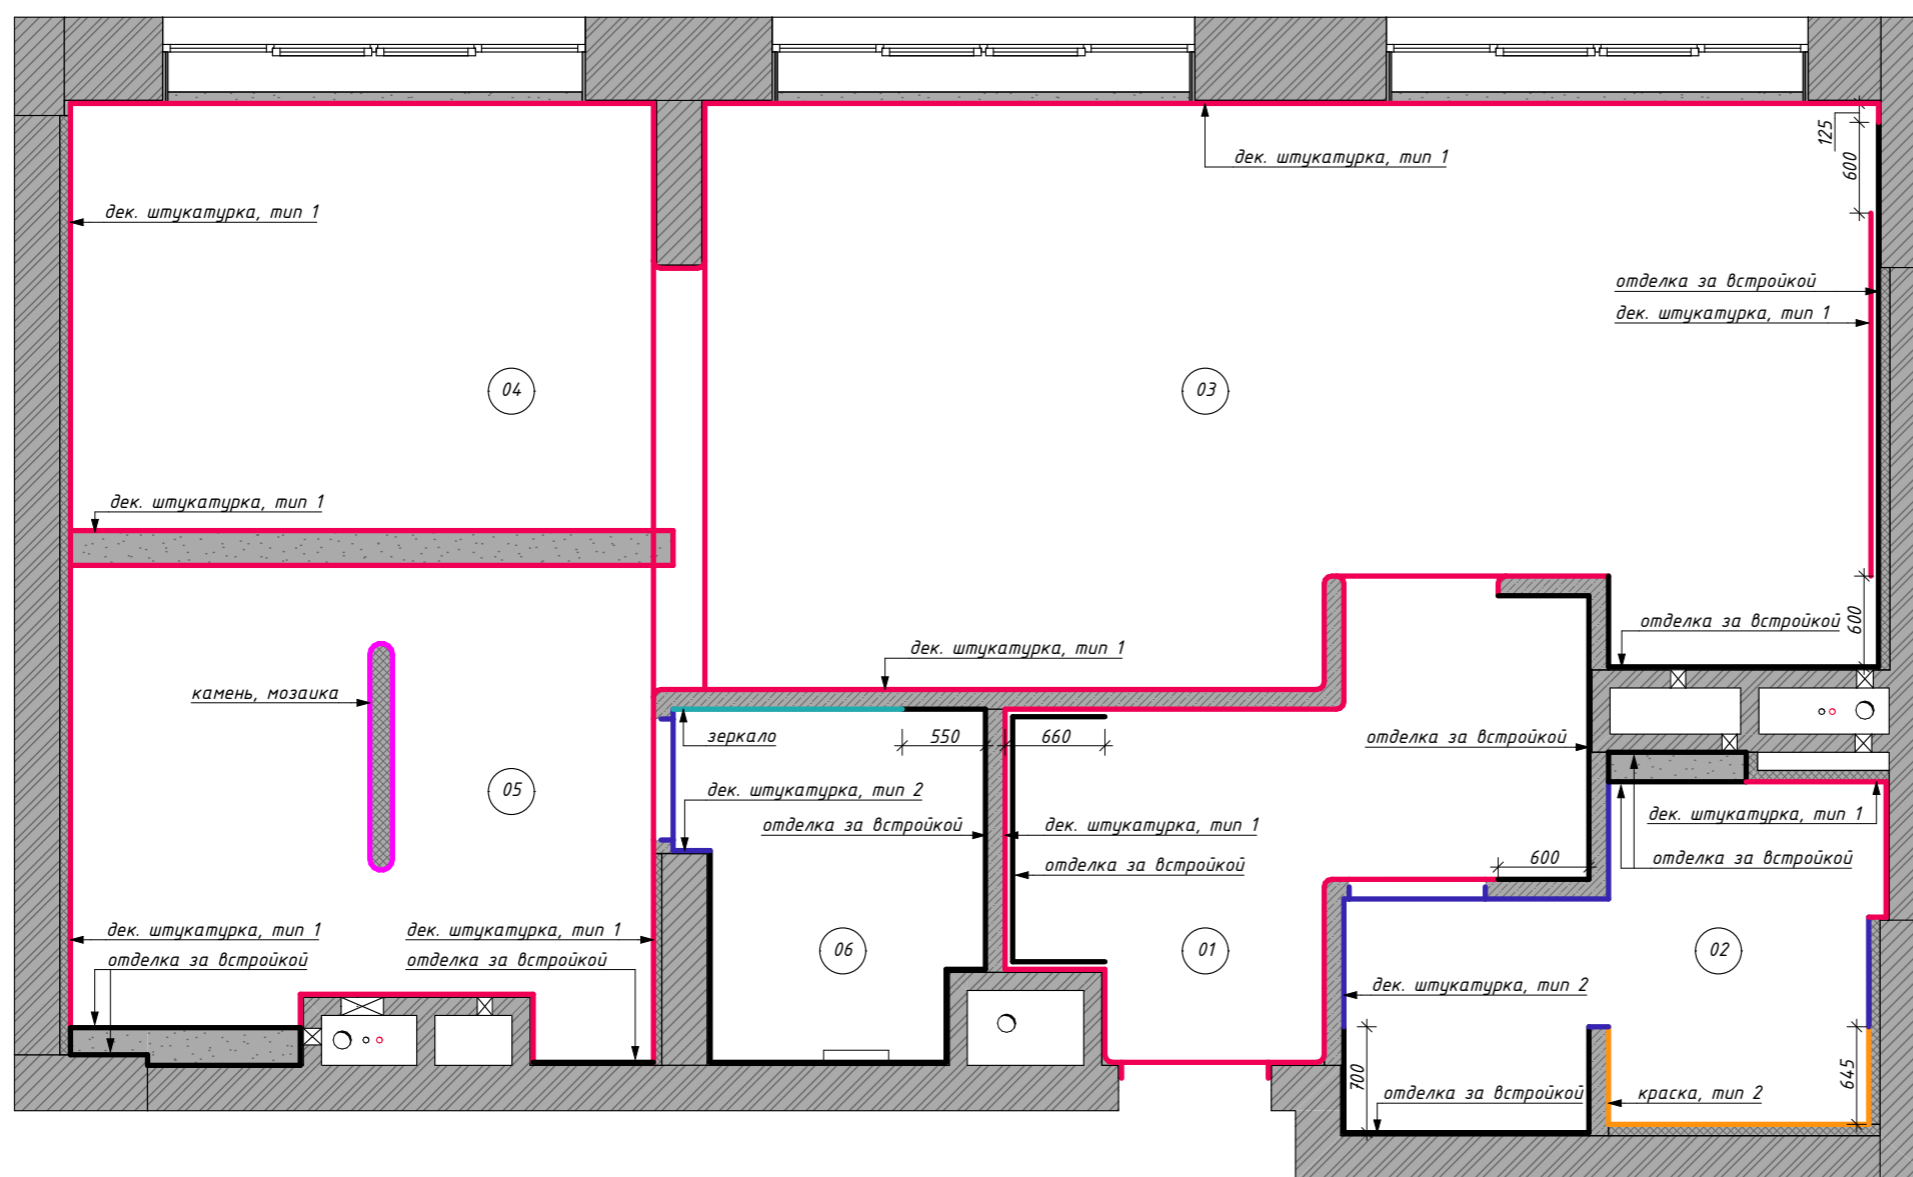 125
дек. штукатурка, тип 1
600
дек. штукатурка, тип 1
отделка за встройкой
дек. штукатурка, тип 1
04
03
дек. штукатурка, тип 1
отделка за встройкой
600
дек. штукатурка, тип 1
камень, мозаика
зеркало
550
660
отделка за встройкой
05
дек. штукатурка, тип 2
отделка за встройкой
дек. штукатурка, тип 1
дек. штукатурка, тип 1
отделка за встройкой
600
отделка за встройкой
дек. штукатурка, тип 1
дек. штукатурка, тип 1
06
01
02
отделка за встройкой
отделка за встройкой
дек. штукатурка, тип 2
700
645
отделка за встройкой
краска, тип 2